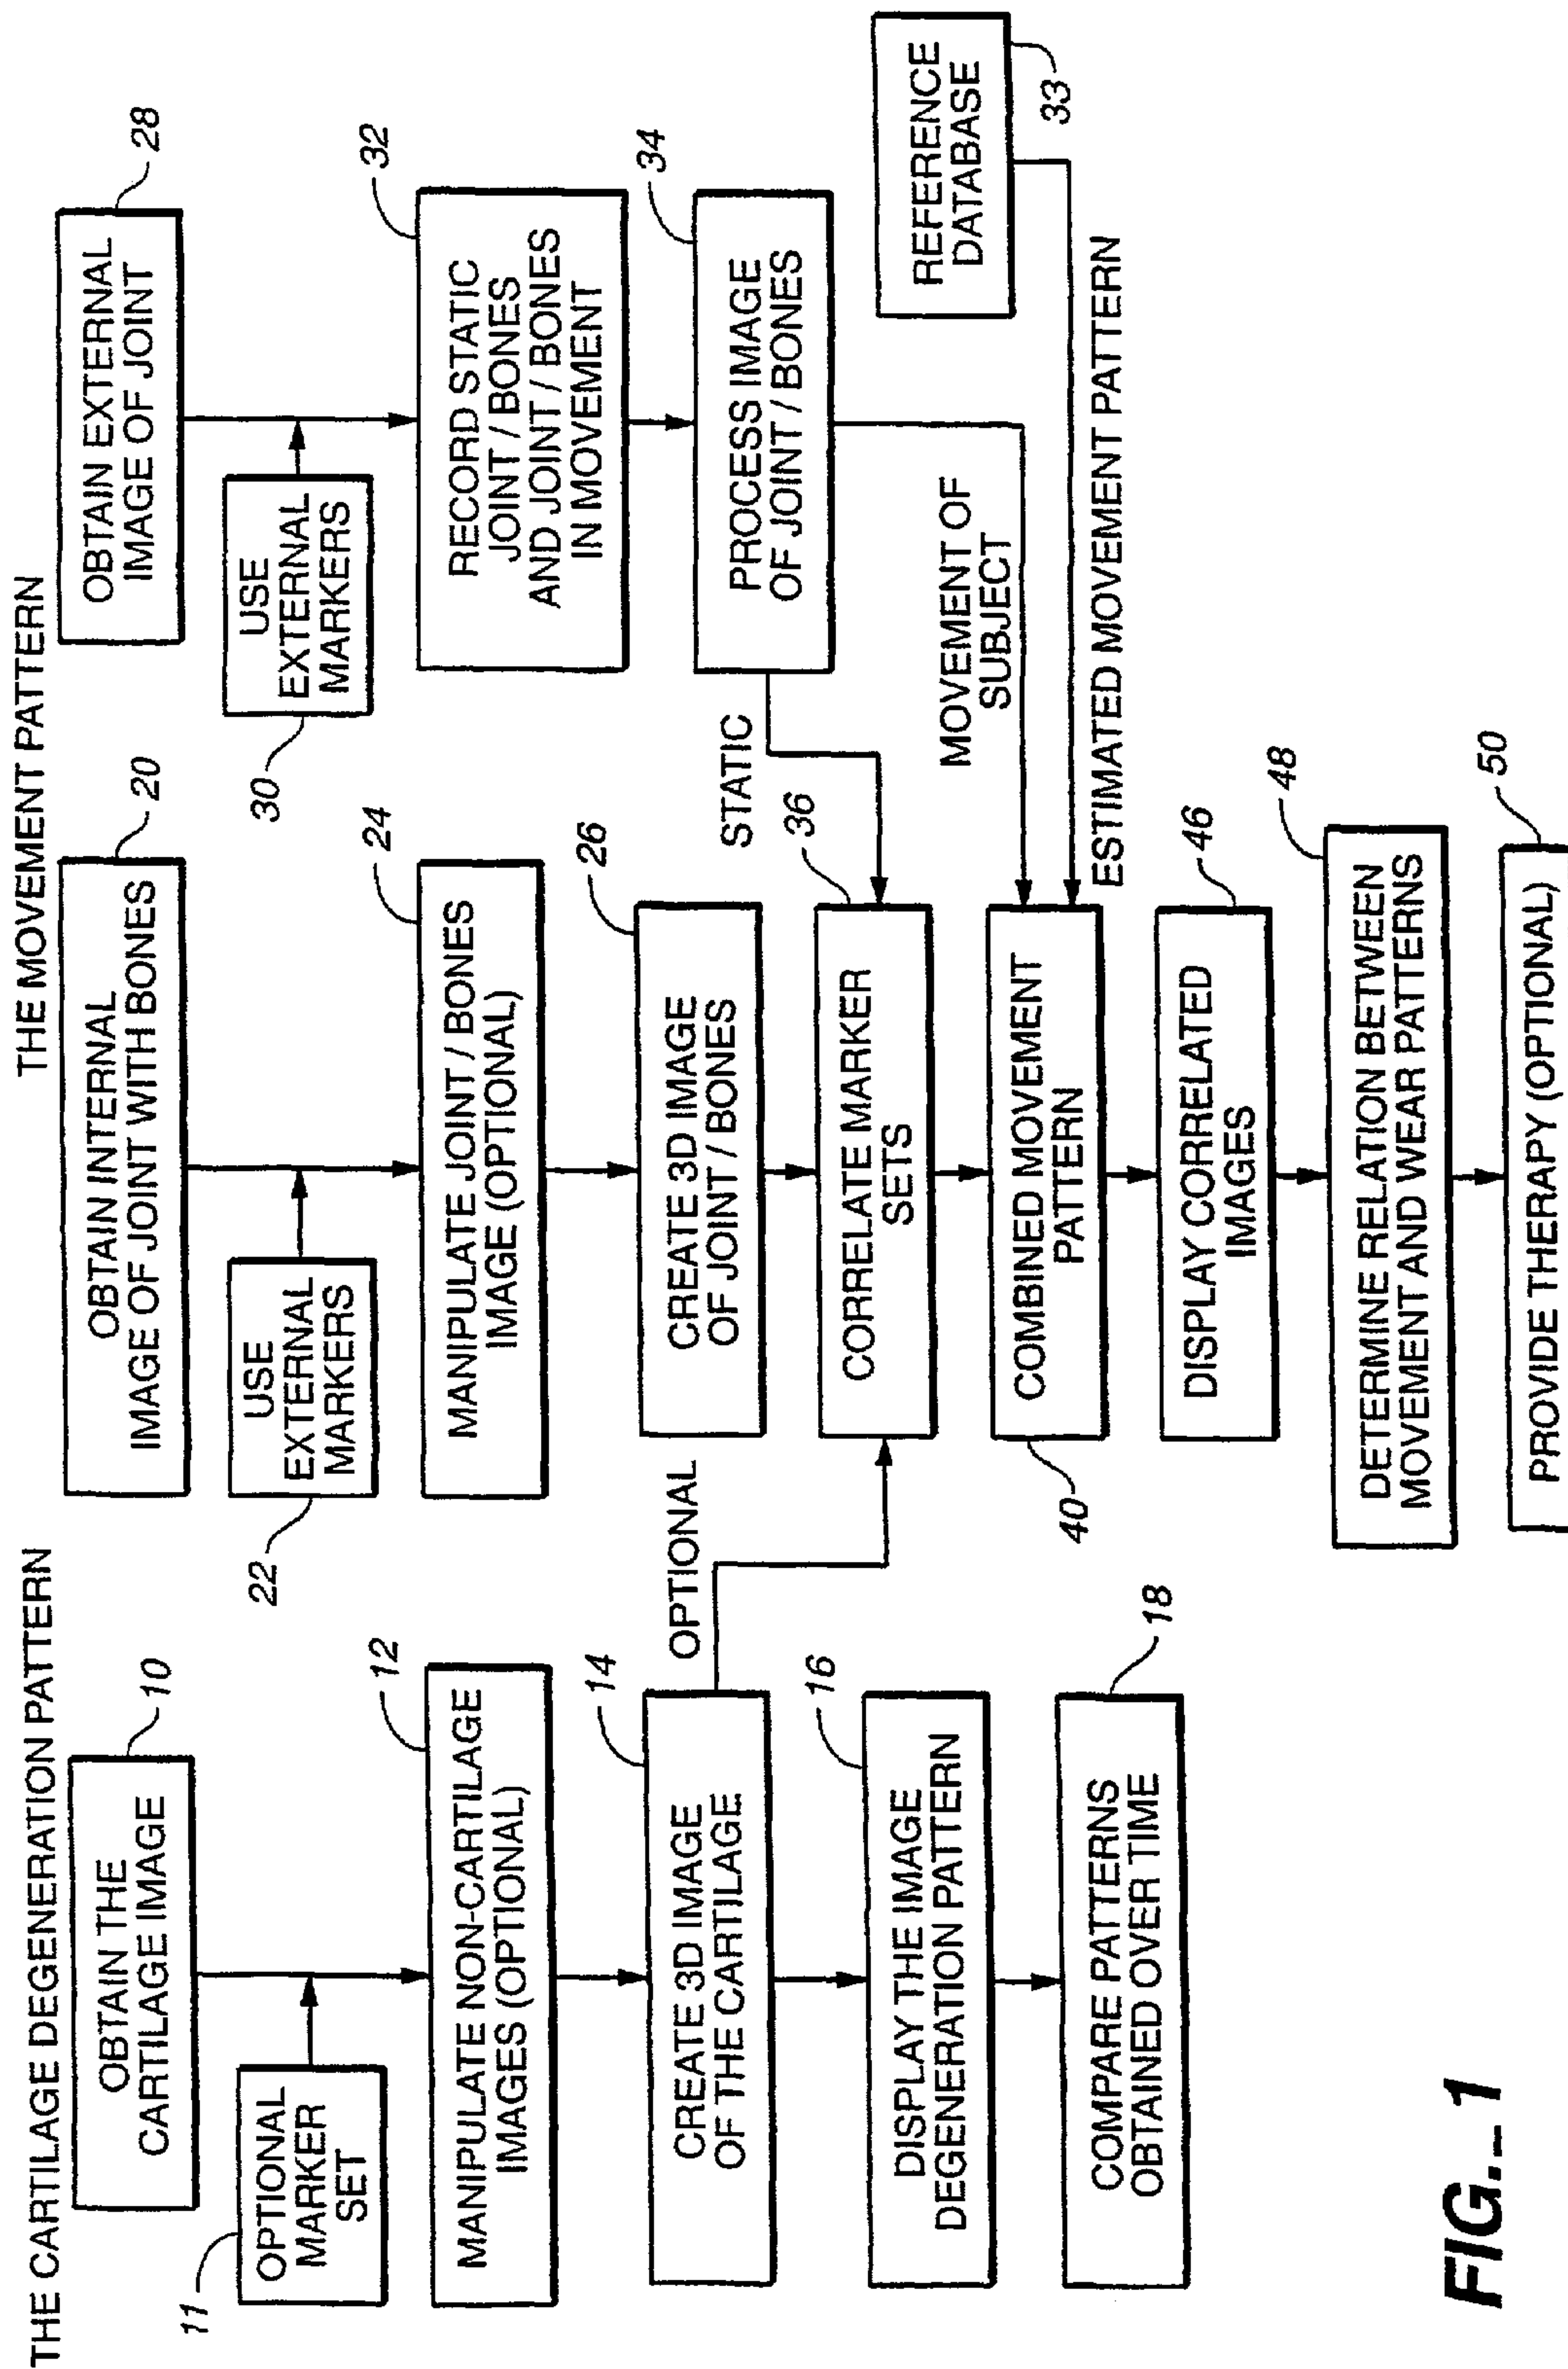 THE CARTILAGE DEGENERATION PATTERN
10
OBTAIN THE
CARTILAGE IMAGE
11
OPTIONAL
MARKER
SET
12
MANIPULATE NON-CARTILAGE
IMAGES (OPTIONAL)
14
CREATE 3D IMAGE
OF THE CARTILAGE
OPTIONAL
16
DISPLAY THE IMAGE
DEGENERATION PATTERN
18
COMPARE PATTERNS
OBTAINED OVER TIME
THE MOVEMENT PATTERN
20
OBTAIN INTERNAL
IMAGE OF JOINT WITH BONES
22
USE
EXTERNAL
MARKERS
24
MANIPULATE JOINT / BONES
IMAGE (OPTIONAL)
26
CREATE 3D IMAGE
OF JOINT / BONES
36
CORRELATE MARKER
SETS
40
COMBINED MOVEMENT
PATTERN
46
DISPLAY CORRELATED
IMAGES
48
DETERMINE RELATION BETWEEN
MOVEMENT AND WEAR PATTERNS
50
PROVIDE THERAPY (OPTIONAL)
28
OBTAIN EXTERNAL
IMAGE OF JOINT
30
USE
EXTERNAL
MARKERS
32
RECORD STATIC
JOINT / BONES
AND JOINT / BONES
IN MOVEMENT
34
PROCESS IMAGE
OF JOINT / BONES
STATIC
MOVEMENT OF
SUBJECT
REFERENCE
DATABASE
33
ESTIMATED MOVEMENT PATTERN
FIG._1